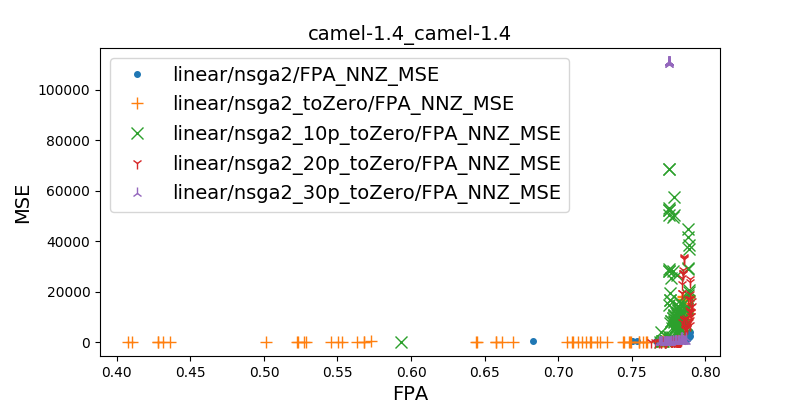 camel-1.4_camel-1.4
linear/nsga2/FPA_NNZ_MSE
linear/nsga2_toZero/FPA_NNZ_MSE
linear/nsga2_10p_toZero/FPA_NNZ_MSE
linear/nsga2_20p_toZero/FPA_NNZ_MSE
linear/nsga2_30p_toZero/FPA_NNZ_MSE
MSE
100000
80000
60000
40000
20000
0
0.40 0.45 0.50 0.55 0.60 0.65 0.70 0.75 0.80
FPA